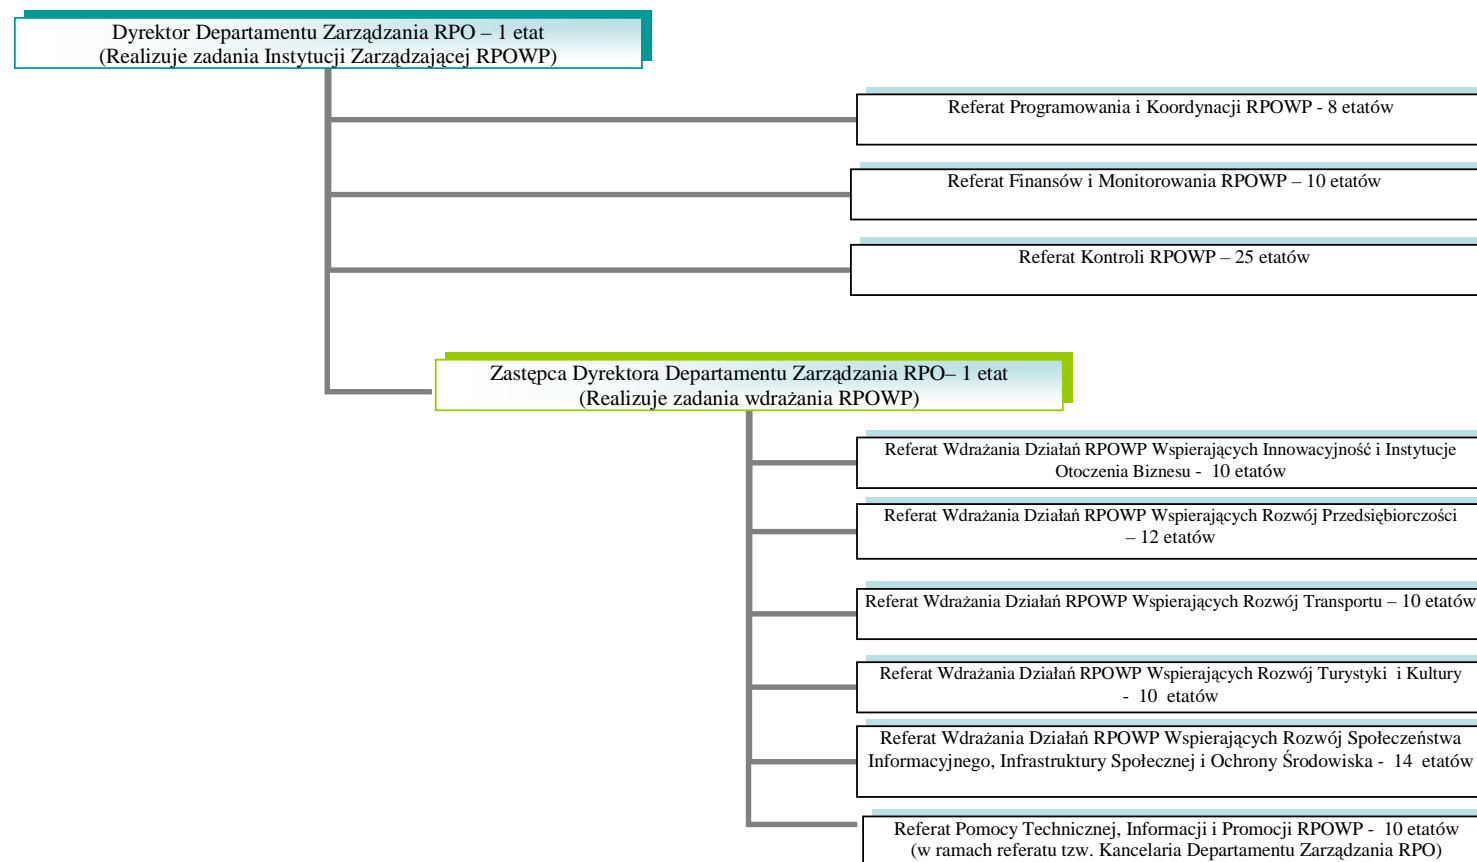 Dyrektor Departamentu Zarządzania RPO – 1 etat
(Realizuje zadania Instytucji Zarządzającej RPOWP)
Referat Programowania i Koordynacji RPOWP - 8 etatów
Referat Finansów i Monitorowania RPOWP – 10 etatów
Referat Kontroli RPOWP – 25 etatów
Zastępca Dyrektora Departamentu Zarządzania RPO– 1 etat
(Realizuje zadania wdrażania RPOWP)
Referat Wdrażania Działań RPOWP Wspierających Innowacyjność i Instytucje
Otoczenia Biznesu - 10 etatów
Referat Wdrażania Działań RPOWP Wspierających Rozwój Przedsiębiorczości
– 12 etatów
Referat Wdrażania Działań RPOWP Wspierających Rozwój Transportu – 10 etatów
Referat Wdrażania Działań RPOWP Wspierających Rozwój Turystyki i Kultury
- 10 etatów
Referat Wdrażania Działań RPOWP Wspierających Rozwój Społeczeństwa
Informacyjnego, Infrastruktury Społecznej i Ochrony Środowiska - 14 etatów
Referat Pomocy Technicznej, Informacji i Promocji RPOWP - 10 etatów
(w ramach referatu tzw. Kancelaria Departamentu Zarządzania RPO)